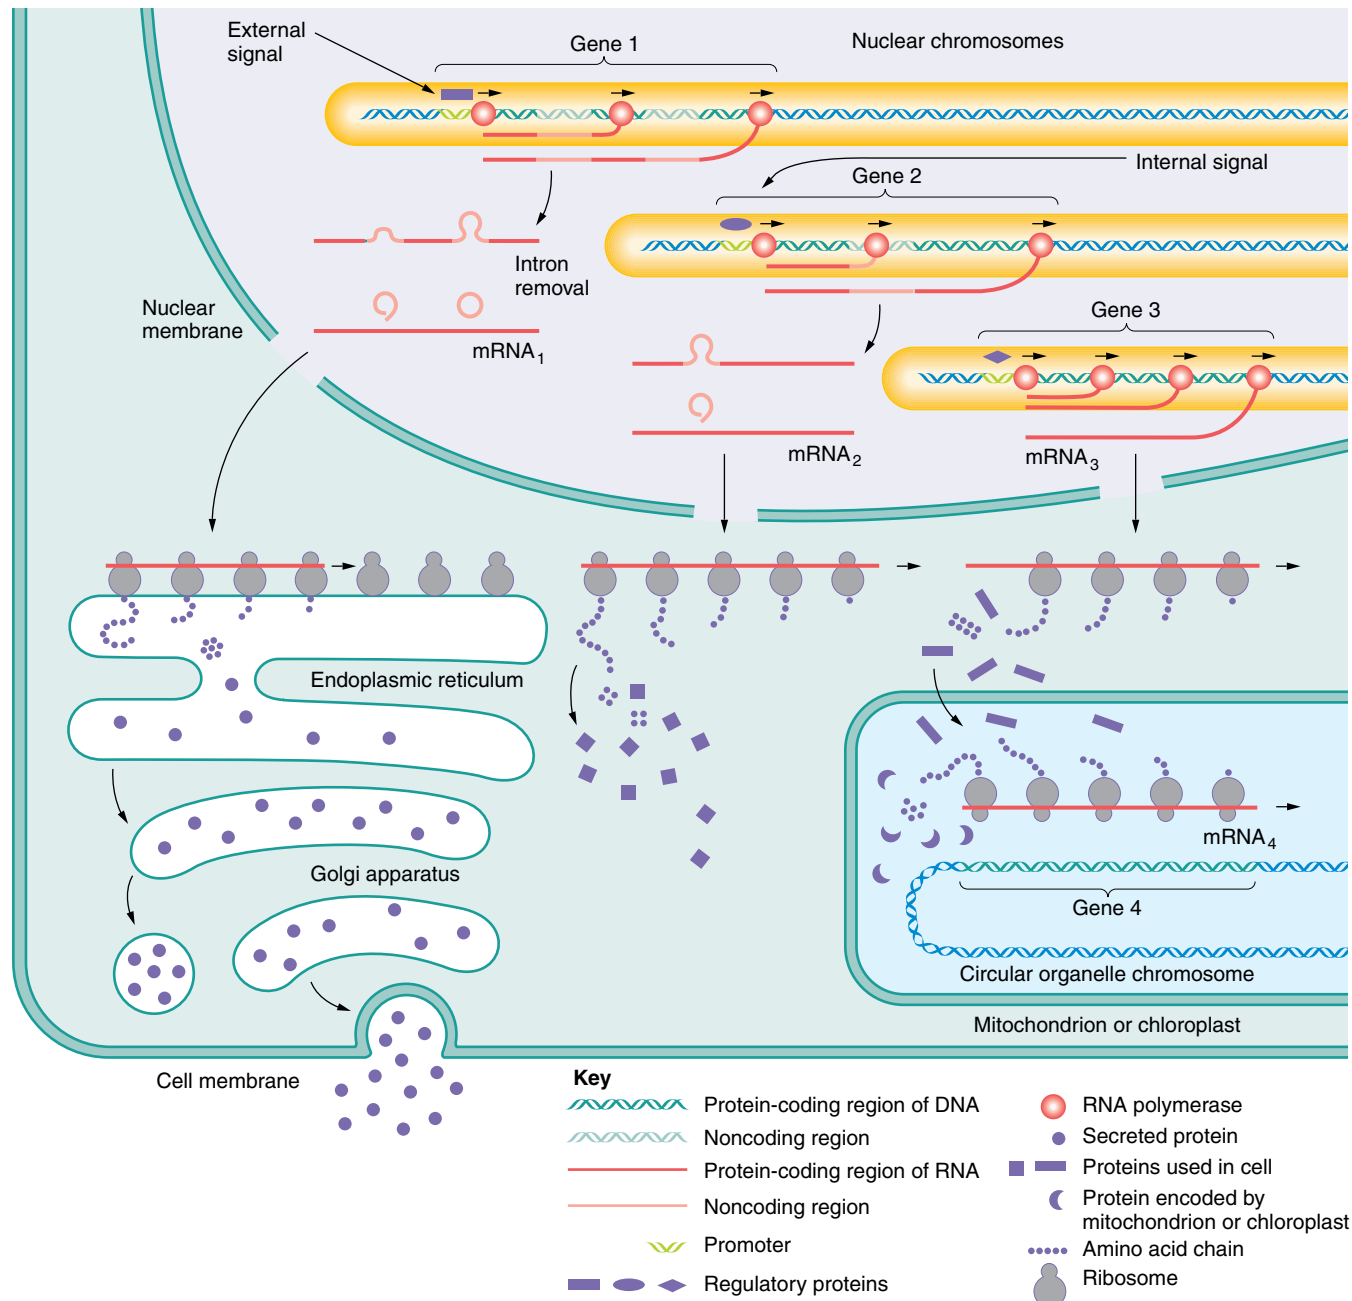 External
signal
Gene 1
Nuclear chromosomes
Internal signal
Gene 2
Intron
removal
Nuclear
membrane
mRNA1
Gene 3
mRNA2
mRNA3
Endoplasmic reticulum
mRNA4
Golgi apparatus
Gene 4
Circular organelle chromosome
Mitochondrion or chloroplast
Cell membrane
Key
Protein-coding region of DNA
Noncoding region
Protein-coding region of RNA
Noncoding region
Promoter
Regulatory proteins
RNA polymerase
Secreted protein
Proteins used in cell
Protein encoded by
mitochondrion or chloroplast
Amino acid chain
Ribosome